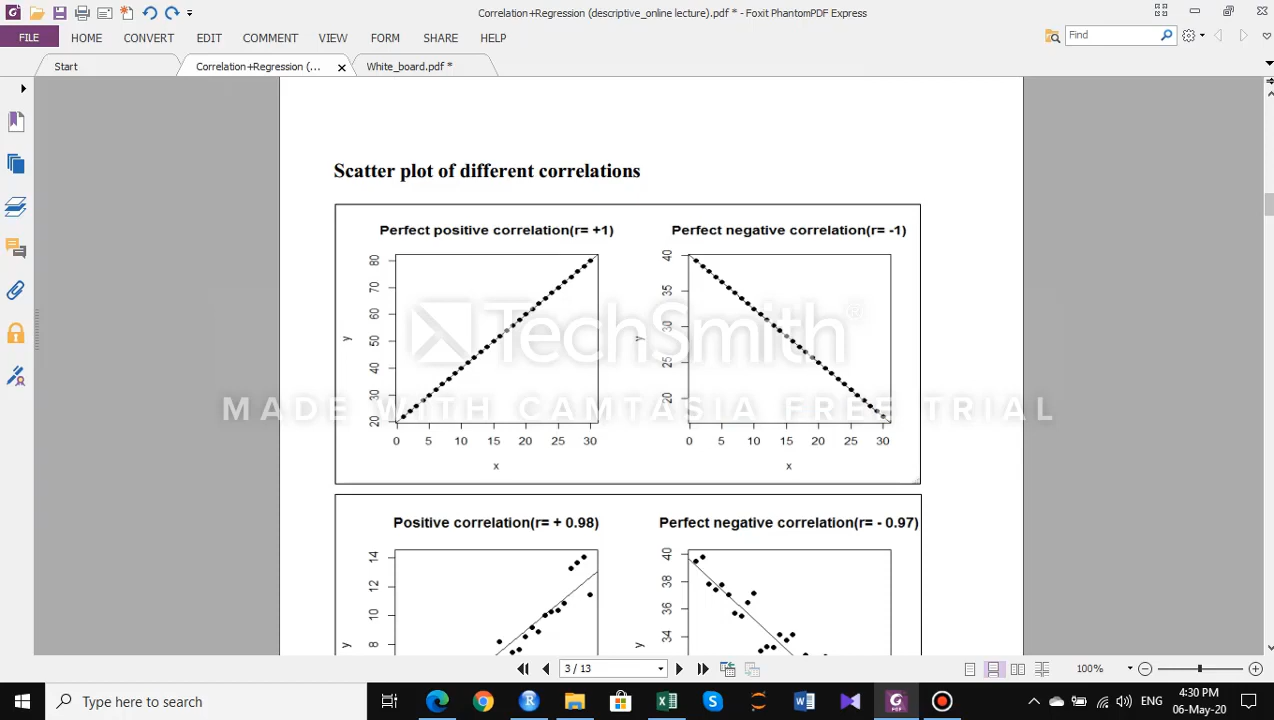 Correlation+Regression (descriptive_online lecture).pdf * - Foxit PhantomPDF Express
FILE HOME CONVERT EDIT COMMENT VIEW FORM SHARE HELP
Find
Start
Correlation+Regression (... x
White_board.pdf *
Scatter plot of different correlations
Perfect positive correlation(r= +1)
80
70
60
50
40
30
20
y
0 5 10 15 20 25 30
x
Perfect negative correlation(r= -1)
40
35
30
25
20
y
0 5 10 15 20 25 30
x
TechSmith
MADE WITH CAMTASIA FREE TRIAL
Positive correlation(r= + 0.98)
14
12
10
8
y
Perfect negative correlation(r= - 0.97)
40
38
36
34
y
3 / 13
100%
Type here to search
ENG
4:30 PM
06-May-20